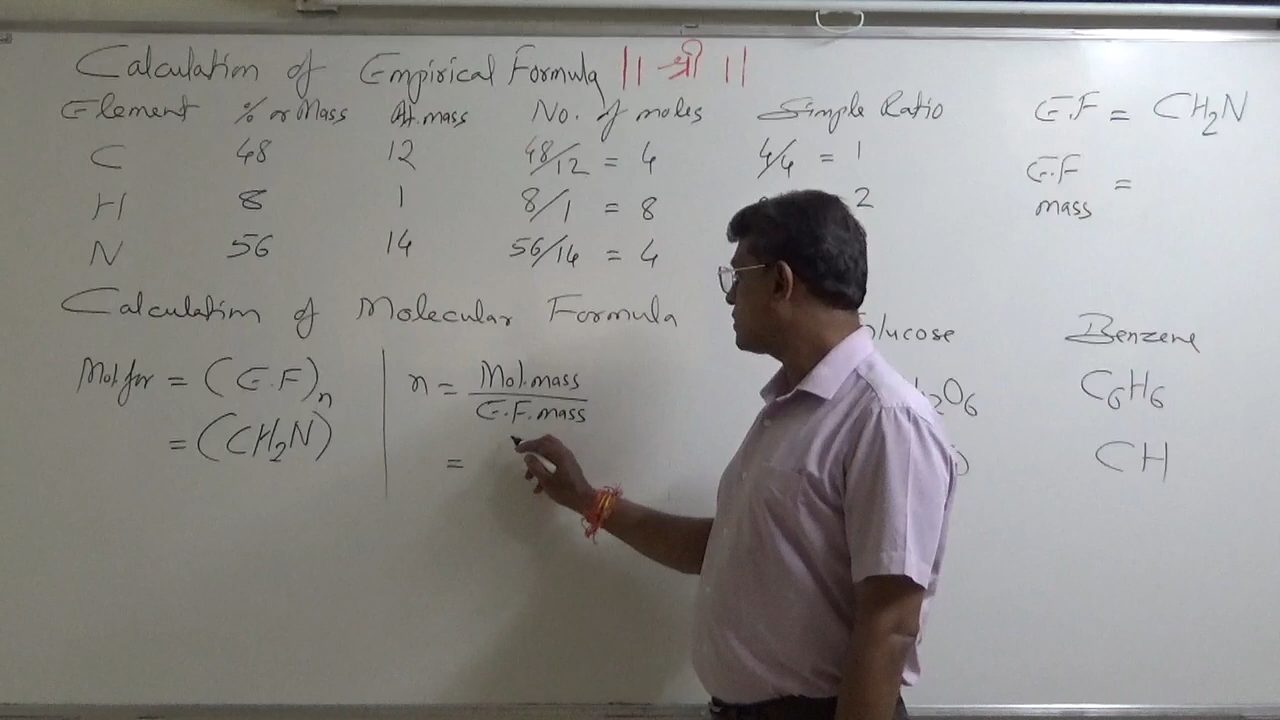 Calculation of Empirical Formula || श्री ||
Element % or Mass At.mass No. of moles Simple Ratio
C 48 12 48/12 = 4 4/4 = 1
H 8 1 8/1 = 8 2
N 56 14 56/14 = 4
E.F = CH₂N
E.F mass =
Calculation of Molecular Formula
Mol.for = (E.F)ₙ
= (CH₂N)
n = Mol.mass / E.F.mass
=
lucose
₂O₆
Benzene
C₆H₆
CH